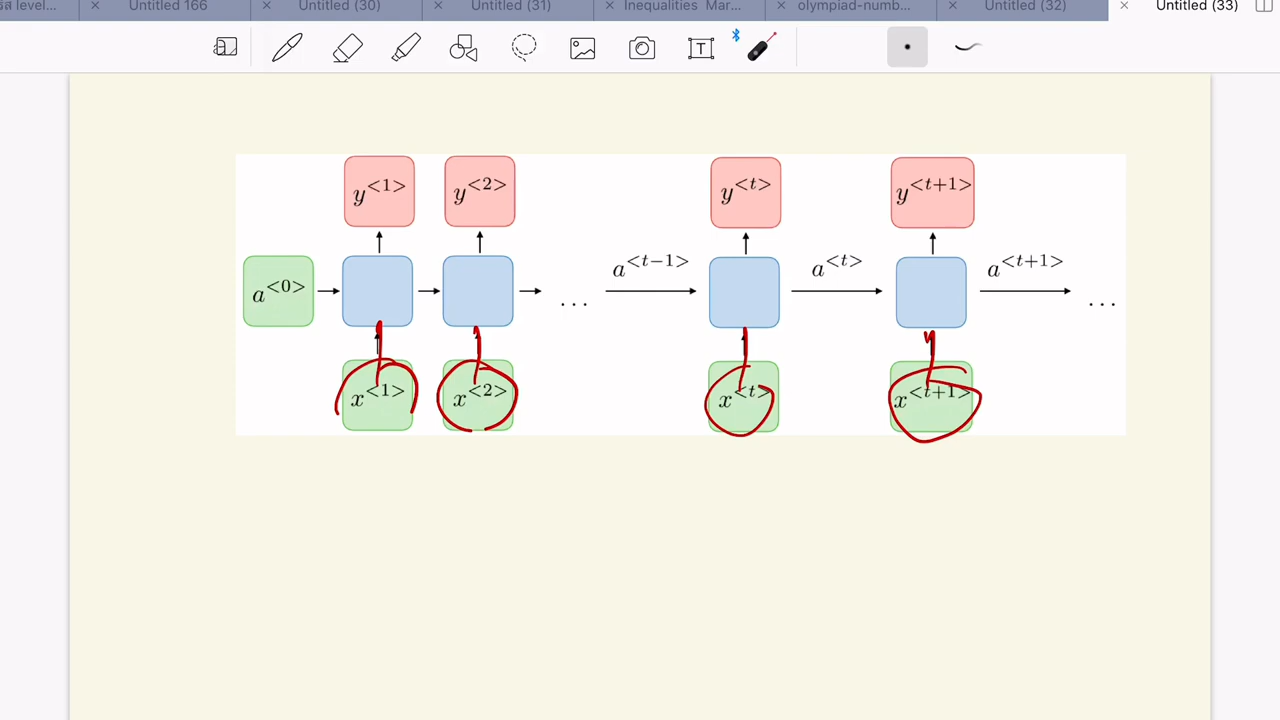 level... × Untitled 166 × Untitled (30) × Untitled (31) × Inequalities Mar... × olympiad-numb... × Untitled (32) × Untitled (33)
T
y<1> y<2> y<t> y<t+1>
a<0> ... a<t−1> a<t> a<t+1> ...
x<1> x<2> x<t> x<t+1>